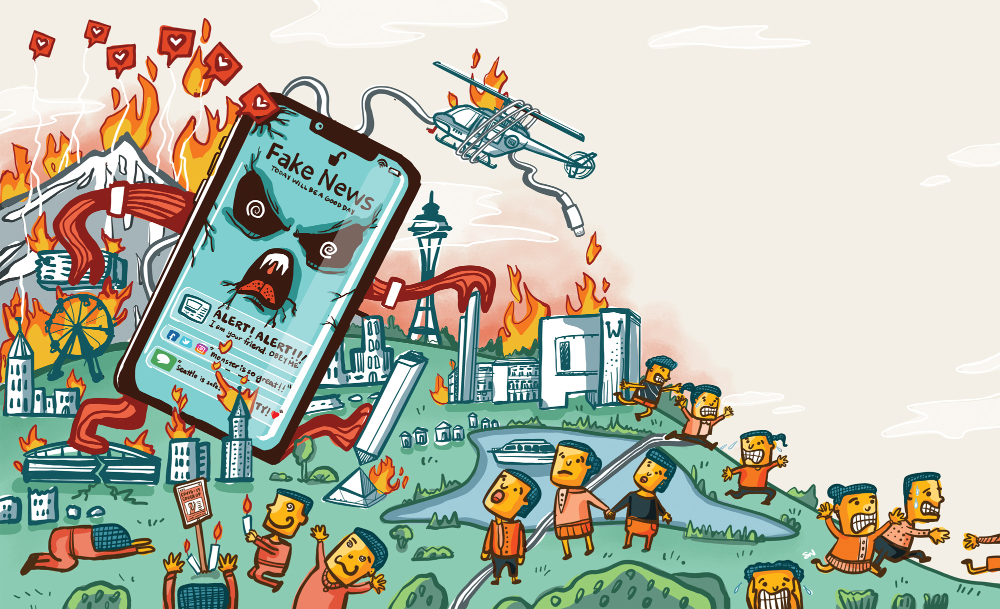 Fake News
TODAY WILL BE A GOOD DAY
ALERT! ALERT!!!
I am your friend. OBEY ME
"monster is so great!!"
"Seattle is safe!
TY! ❤"
W
COVID-19
COVERUP
SN